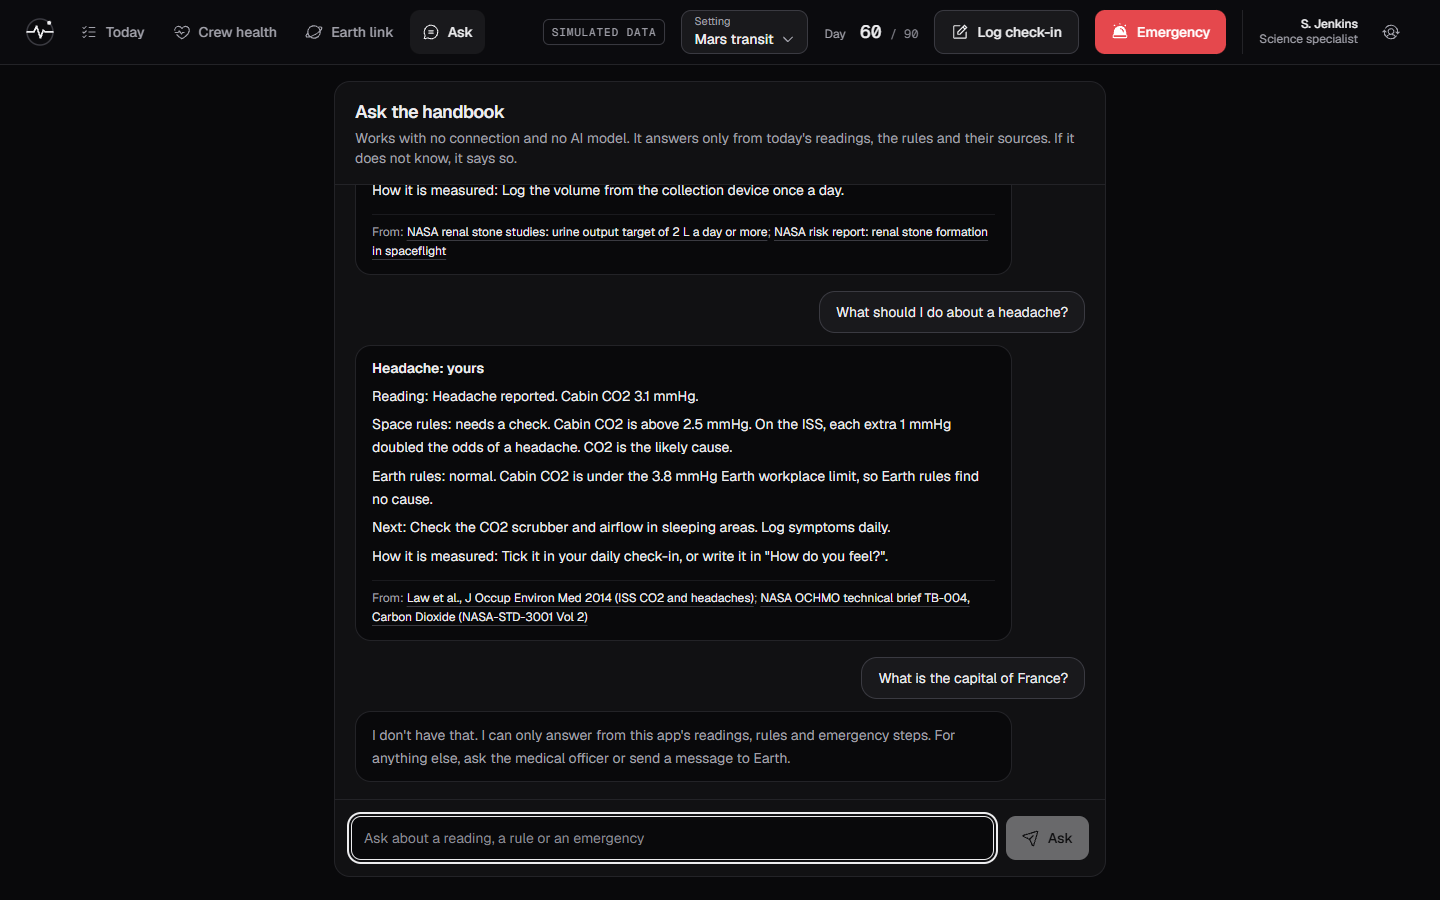 Today
Crew health
Earth link
Ask
SIMULATED DATA
Setting
Mars transit
Day 60 / 90
Log check-in
Emergency
S. Jenkins
Science specialist
Ask the handbook
Works with no connection and no AI model. It answers only from today's readings, the rules and their sources. If it
does not know, it says so.
How it is measured: Log the volume from the collection device once a day.
From: NASA renal stone studies: urine output target of 2 L a day or more; NASA risk report: renal stone formation
in spaceflight
What should I do about a headache?
Headache: yours
Reading: Headache reported. Cabin CO2 3.1 mmHg.
Space rules: needs a check. Cabin CO2 is above 2.5 mmHg. On the ISS, each extra 1 mmHg
doubled the odds of a headache. CO2 is the likely cause.
Earth rules: normal. Cabin CO2 is under the 3.8 mmHg Earth workplace limit, so Earth rules find
no cause.
Next: Check the CO2 scrubber and airflow in sleeping areas. Log symptoms daily.
How it is measured: Tick it in your daily check-in, or write it in "How do you feel?".
From: Law et al., J Occup Environ Med 2014 (ISS CO2 and headaches); NASA OCHMO technical brief TB-004,
Carbon Dioxide (NASA-STD-3001 Vol 2)
What is the capital of France?
I don't have that. I can only answer from this app's readings, rules and emergency steps. For
anything else, ask the medical officer or send a message to Earth.
Ask about a reading, a rule or an emergency
Ask